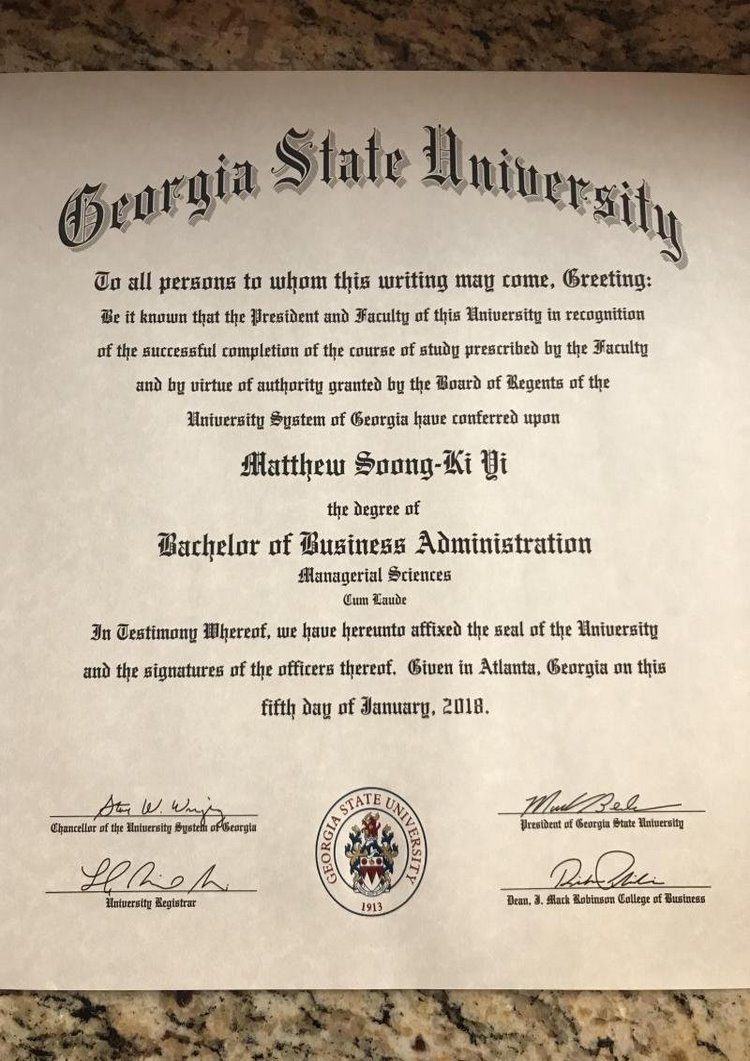 Georgia State University
To all persons to whom this writing may come, Greeting:
Be it known that the President and Faculty of this University in recognition
of the successful completion of the course of study prescribed by the Faculty
and by virtue of authority granted by the Board of Regents of the
University System of Georgia have conferred upon
Matthew Soong-Ki Yi
the degree of
Bachelor of Business Administration
Managerial Sciences
Cum Laude
In Testimony Whereof, we have hereunto affixed the seal of the University
and the signatures of the officers thereof. Given in Atlanta, Georgia on this
fifth day of January, 2018.
Chancellor of the University System of Georgia
University Registrar
GEORGIA STATE UNIVERSITY
1913
President of Georgia State University
Dean, J. Mack Robinson College of Business